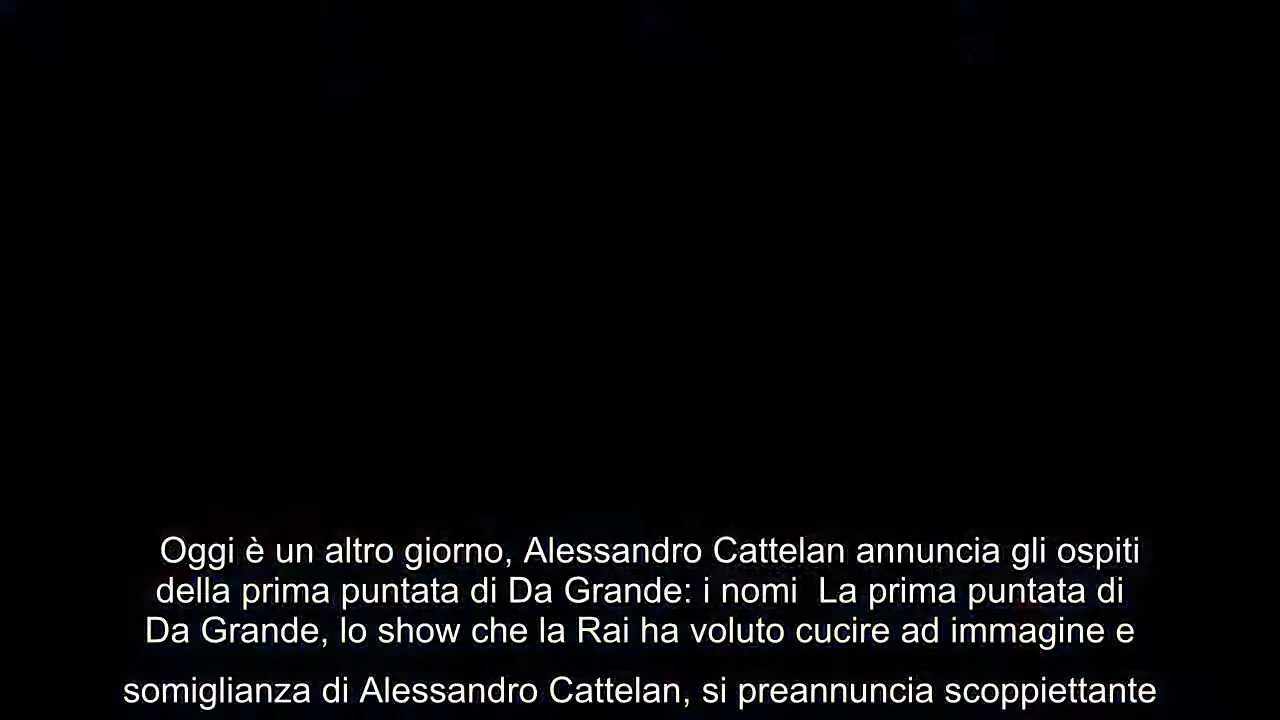 Oggi è un altro giorno, Alessandro Cattelan annuncia gli ospiti
della prima puntata di Da Grande: i nomi  La prima puntata di
Da Grande, lo show che la Rai ha voluto cucire ad immagine e
somiglianza di Alessandro Cattelan, si preannuncia scoppiettante